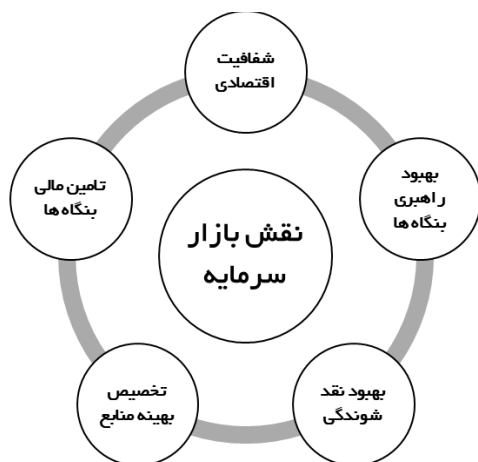 شفافیت
اقتصادی
بهبود
راهبری
بنگاه ها
بهبود نقد
شوندگی
تخصیص
بهینه منابع
تامین مالی
بنگاه ها
نقش بازار
سرمایه